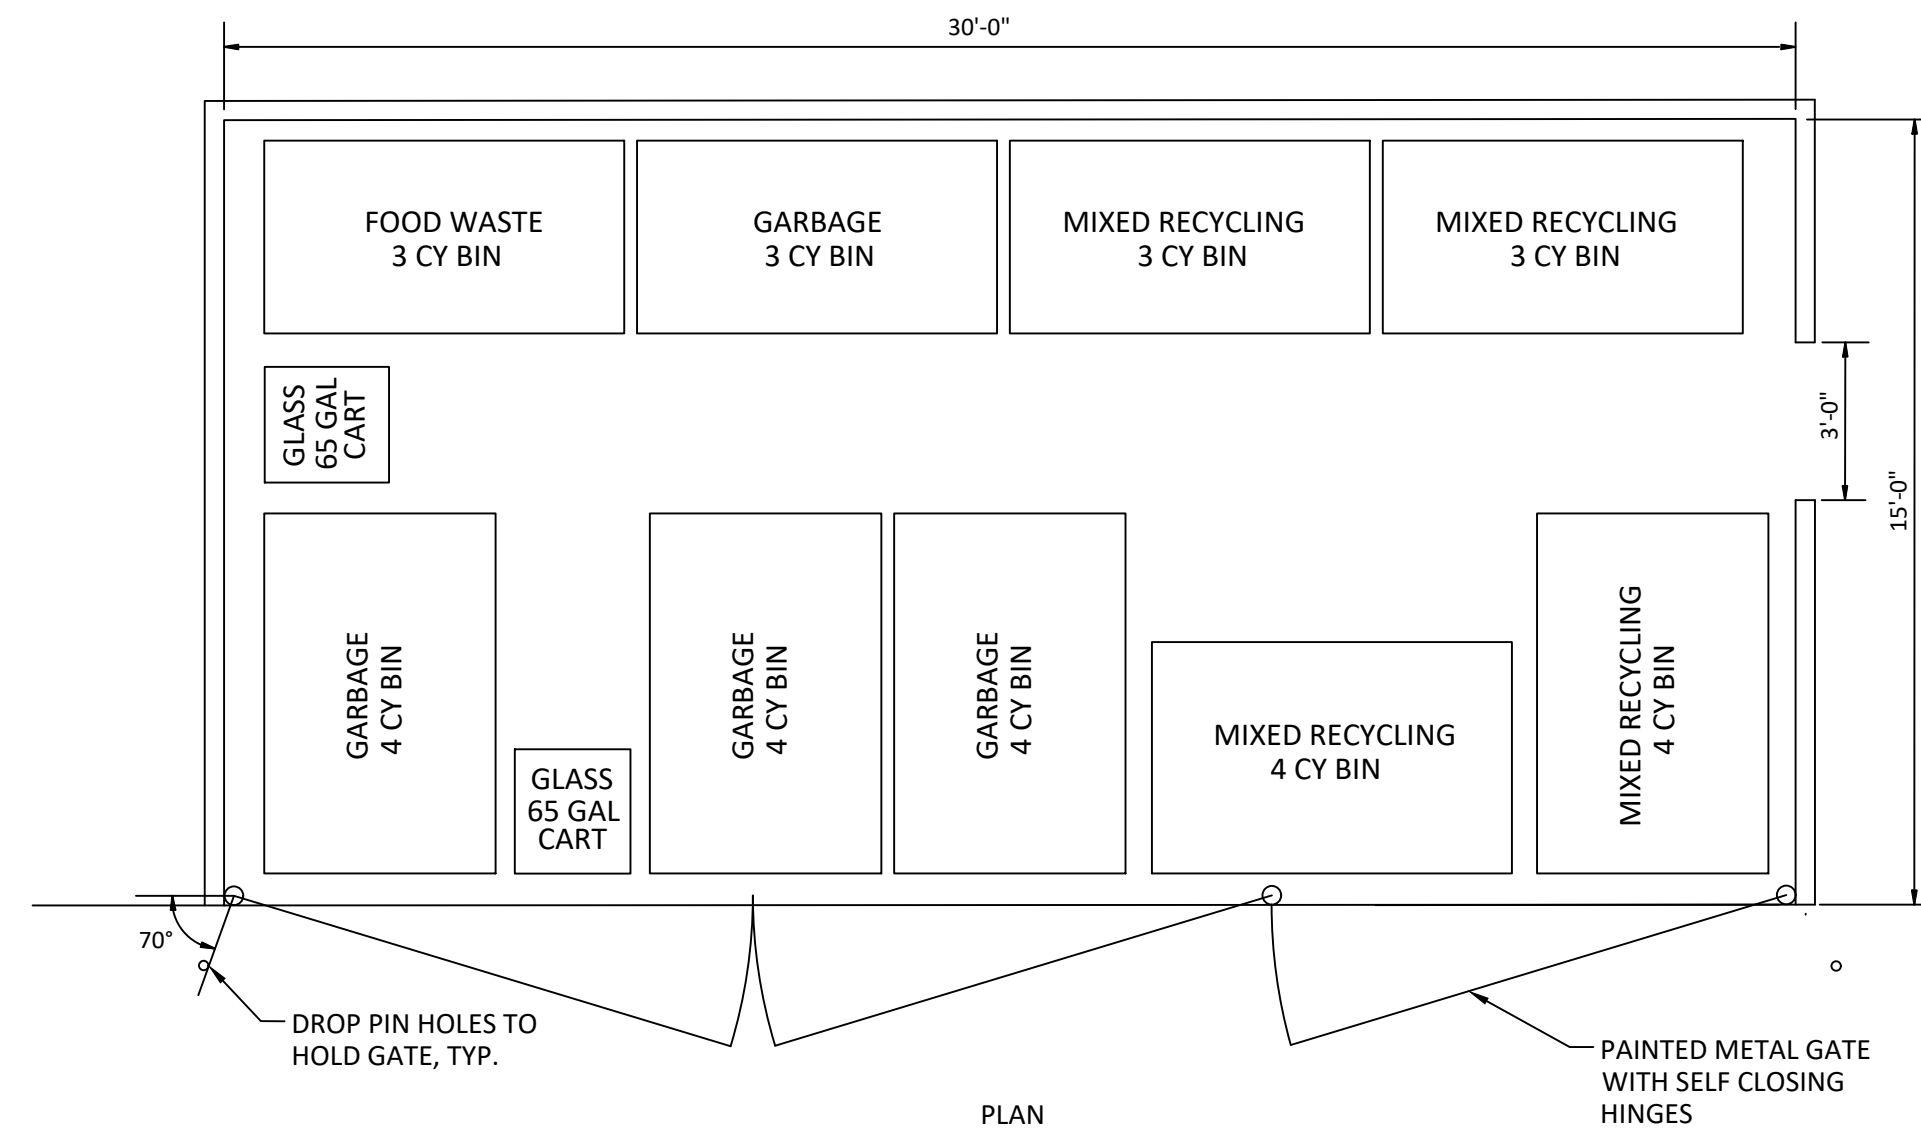 30'-0"
FOOD WASTE
3 CY BIN
GARBAGE
3 CY BIN
MIXED RECYCLING
3 CY BIN
MIXED RECYCLING
3 CY BIN
GLASS
65 GAL
CART
3'-0"
15'-0"
GARBAGE
4 CY BIN
GLASS
65 GAL
CART
GARBAGE
4 CY BIN
GARBAGE
4 CY BIN
MIXED RECYCLING
4 CY BIN
MIXED RECYCLING
4 CY BIN
70°
DROP PIN HOLES TO
HOLD GATE, TYP.
PAINTED METAL GATE
WITH SELF CLOSING
HINGES
PLAN